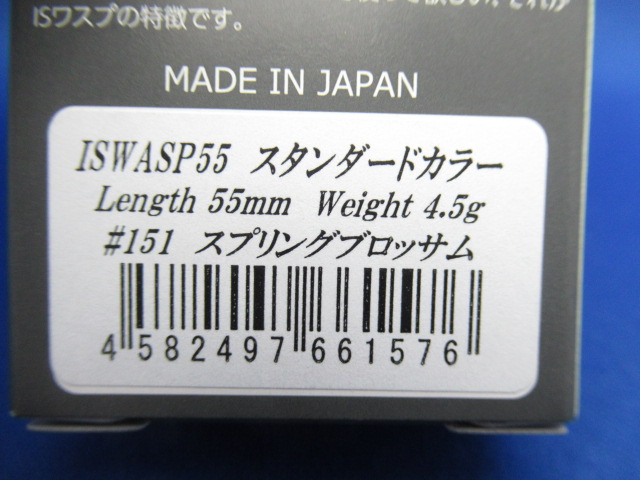 ISワスプの特徴です。
MADE IN JAPAN
ISWASP55 スタンダードカラー
Length 55mm Weight 4.5g
#151 スプリングブロッサム
4 582497 661576